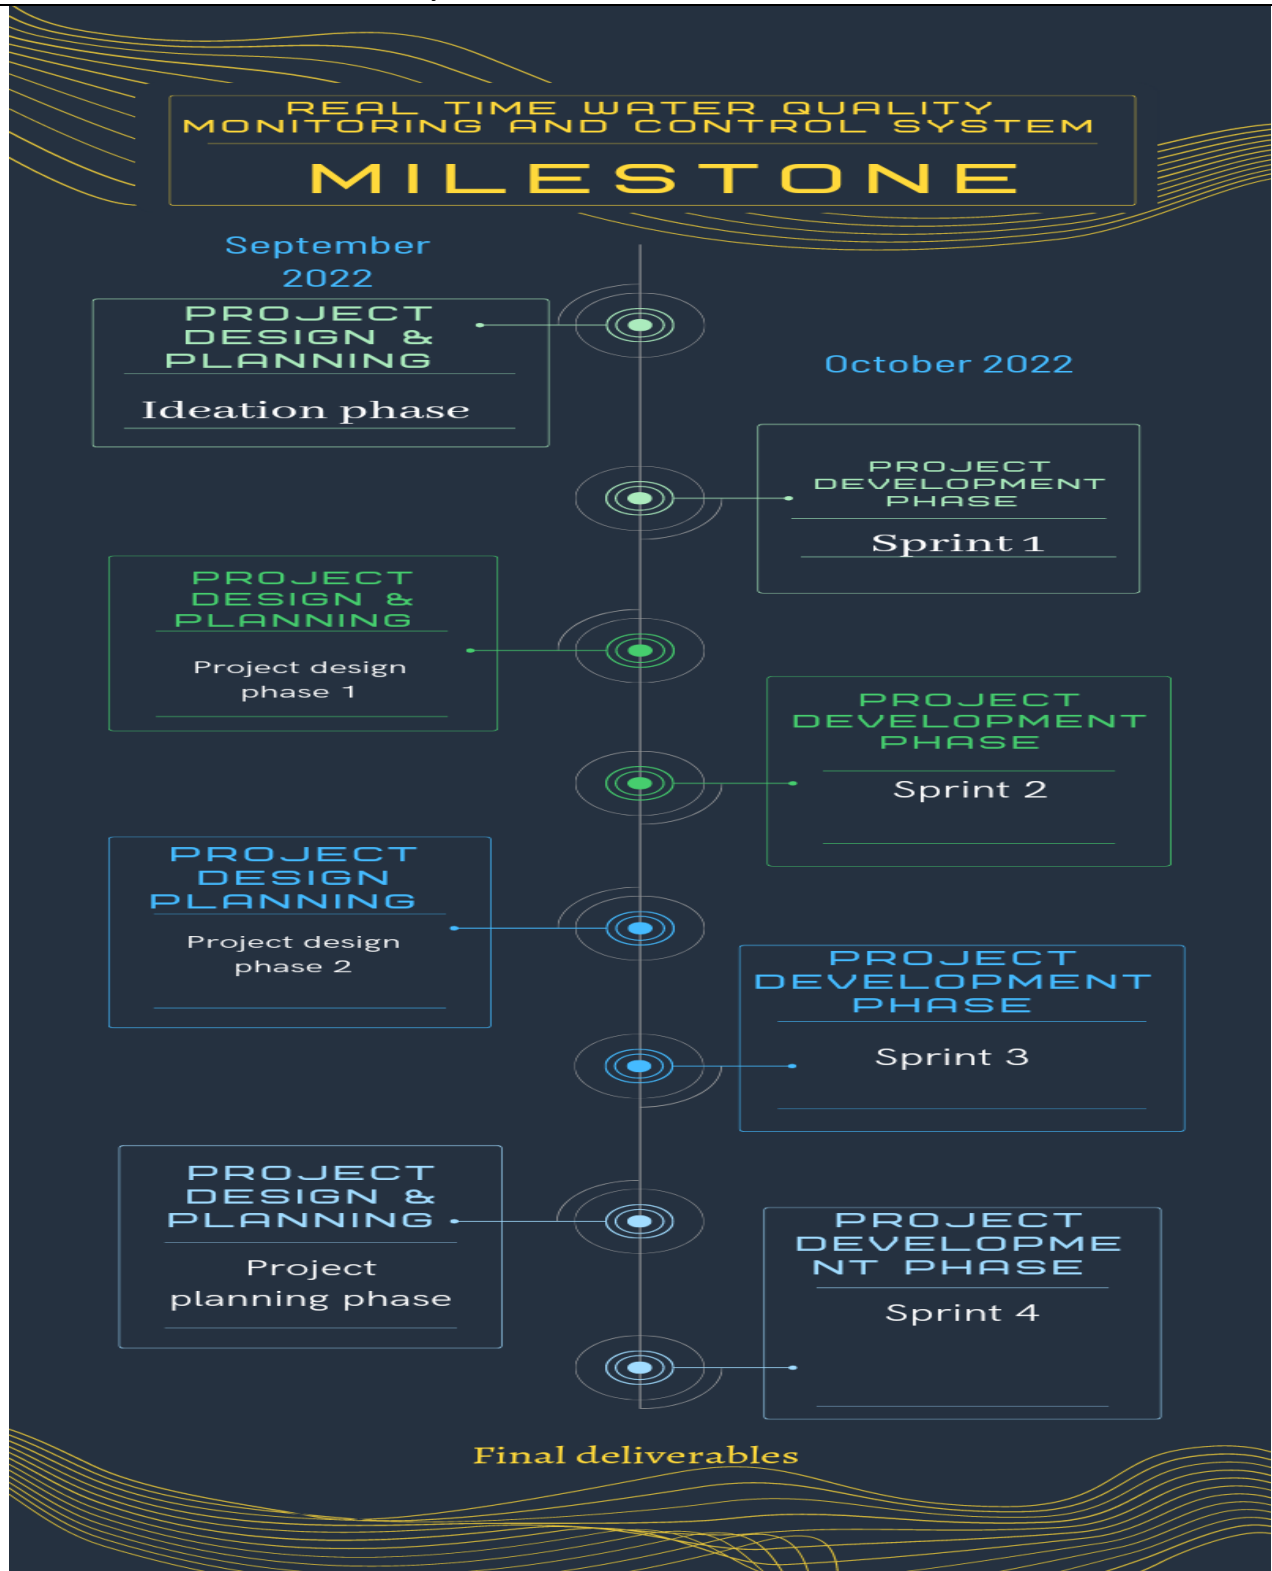 REAL TIME WATER QUALITY
MONITORING AND CONTROL SYSTEM
MILESTONE
September
2022
PROJECT
DESIGN &
PLANNING
Ideation phase
October 2022
PROJECT
DEVELOPMENT
PHASE
Sprint 1
PROJECT
DESIGN &
PLANNING
Project design
phase 1
PROJECT
DEVELOPMENT
PHASE
Sprint 2
PROJECT
DESIGN
PLANNING
Project design
phase 2
PROJECT
DEVELOPMENT
PHASE
Sprint 3
PROJECT
DESIGN &
PLANNING
Project
planning phase
PROJECT
DEVELOPME
NT PHASE
Sprint 4
Final deliverables